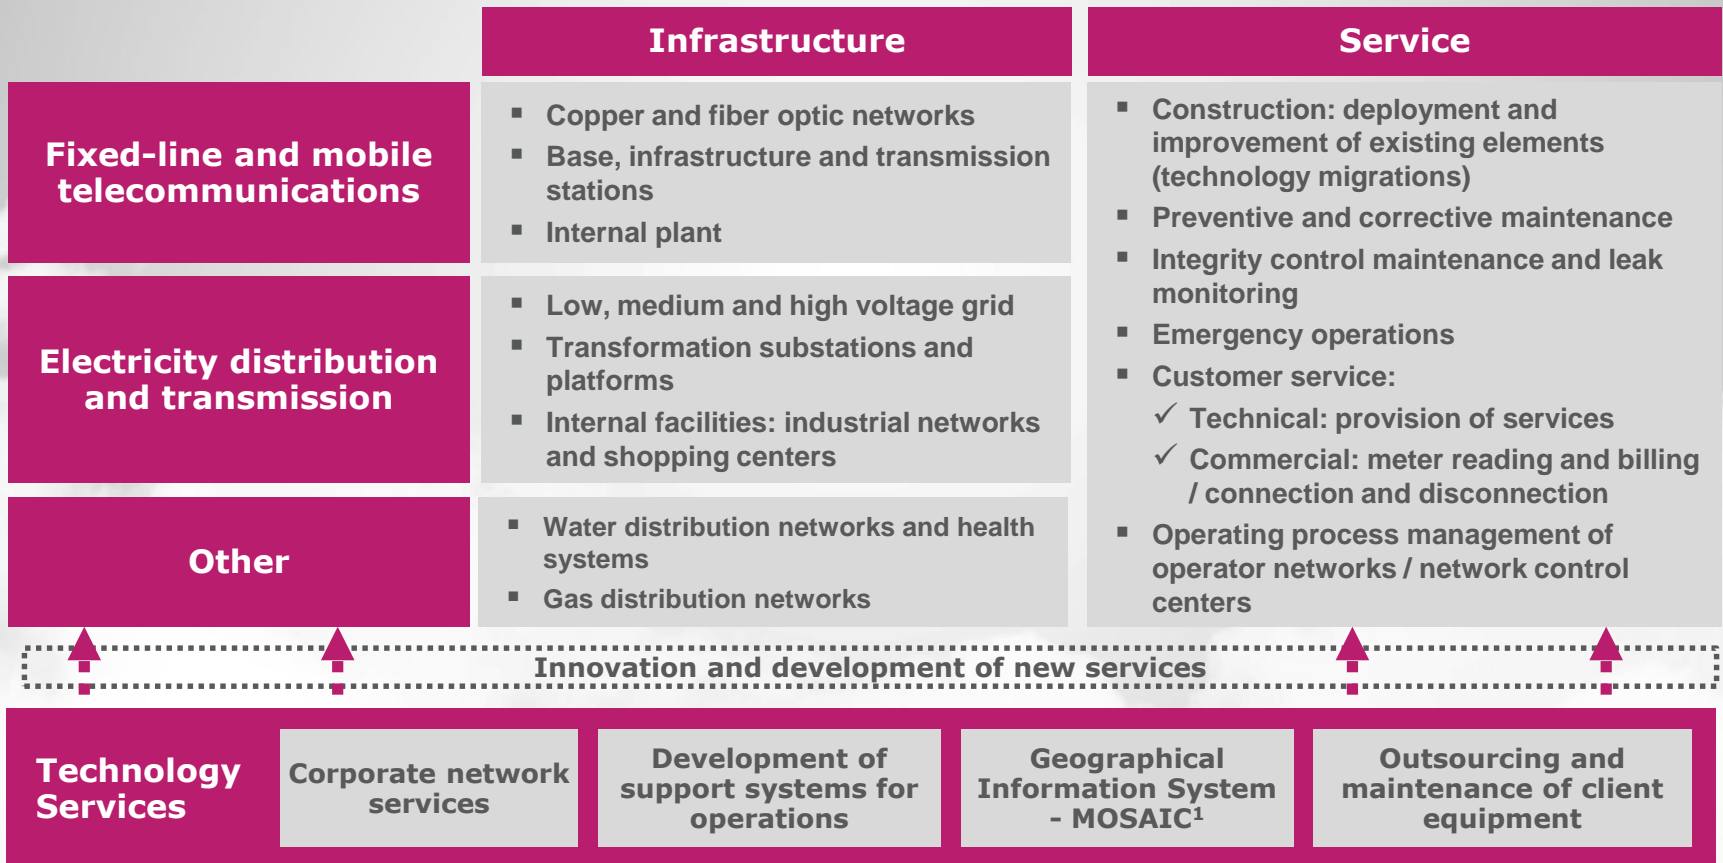 Infrastructure
Service
Fixed-line and mobile
telecommunications
▪ Copper and fiber optic networks
▪ Base, infrastructure and transmission
stations
▪ Internal plant
Electricity distribution
and transmission
▪ Low, medium and high voltage grid
▪ Transformation substations and
platforms
▪ Internal facilities: industrial networks
and shopping centers
Other
▪ Water distribution networks and health
systems
▪ Gas distribution networks
▪ Construction: deployment and
improvement of existing elements
(technology migrations)
▪ Preventive and corrective maintenance
▪ Integrity control maintenance and leak
monitoring
▪ Emergency operations
▪ Customer service:
✓ Technical: provision of services
✓ Commercial: meter reading and billing
/ connection and disconnection
▪ Operating process management of
operator networks / network control
centers
Innovation and development of new services
Technology
Services
Corporate network
services
Development of
support systems for
operations
Geographical
Information System
- MOSAIC¹
Outsourcing and
maintenance of client
equipment